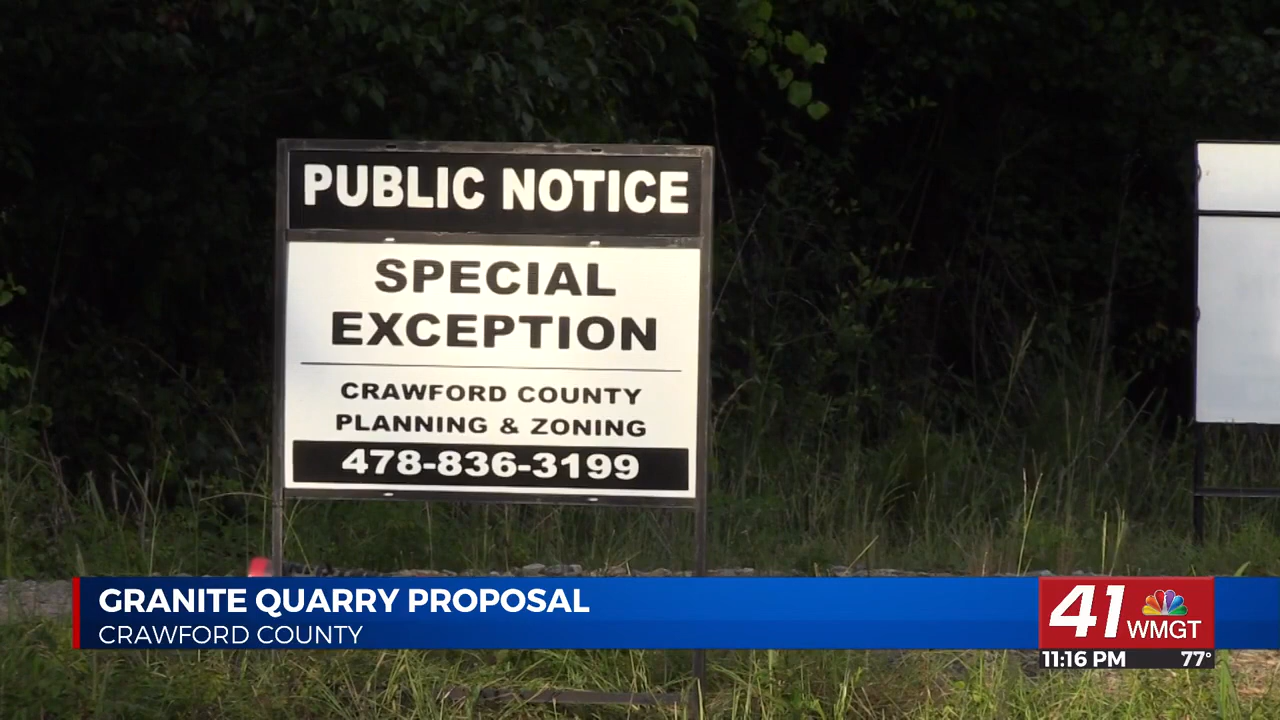 PUBLIC NOTICE
SPECIAL
EXCEPTION
CRAWFORD COUNTY
PLANNING & ZONING
478-836-3199
GRANITE QUARRY PROPOSAL
CRAWFORD COUNTY
41
WMGT
11:16 PM 77°